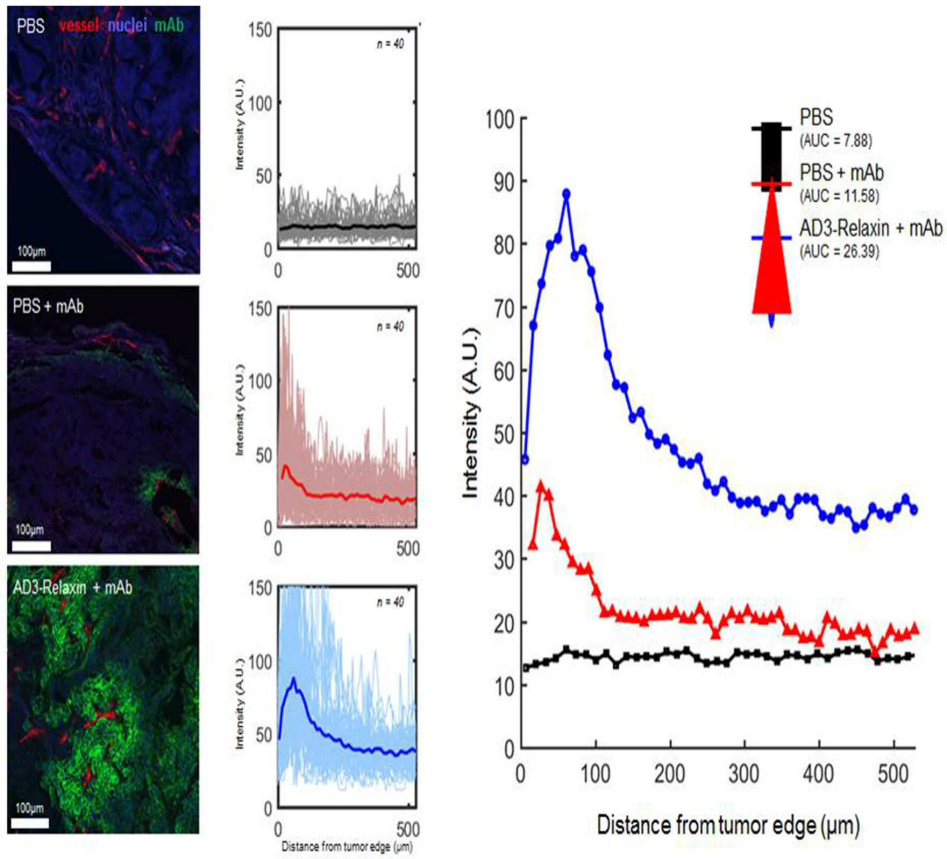 PBS vessel nuclei mAb
100µm
PBS + mAb
100µm
AD3-Relaxin + mAb
100µm
n = 40
150
100
50
0
0 500
Intensity (A.U.)
n = 40
150
100
50
0
0 500
Intensity (A.U.)
n = 40
150
100
50
0
0 500
Intensity (A.U.)
Distance from tumor edge (µm)
PBS
(AUC = 7.88)
PBS + mAb
(AUC = 11.58)
AD3-Relaxin + mAb
(AUC = 26.39)
100
90
80
70
60
50
40
30
20
10
0
Intensity (A.U.)
0 100 200 300 400 500
Distance from tumor edge (µm)